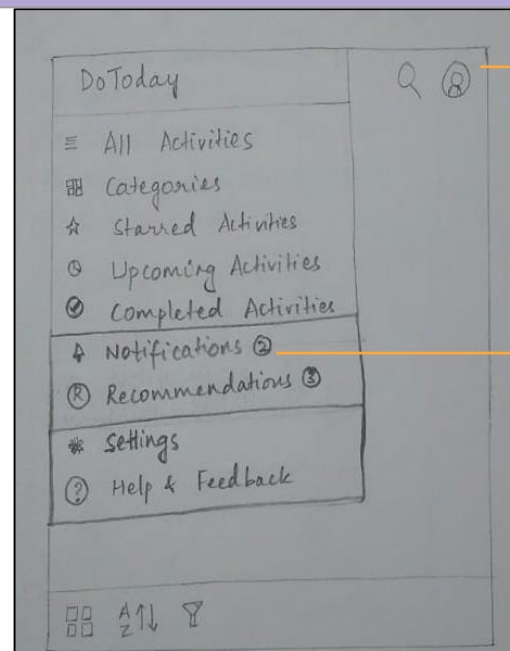 DoToday
All Activities
Categories
Starred Activities
Upcoming Activities
Completed Activities
Notifications 2
R Recommendations 3
Settings
? Help & Feedback
A
Z